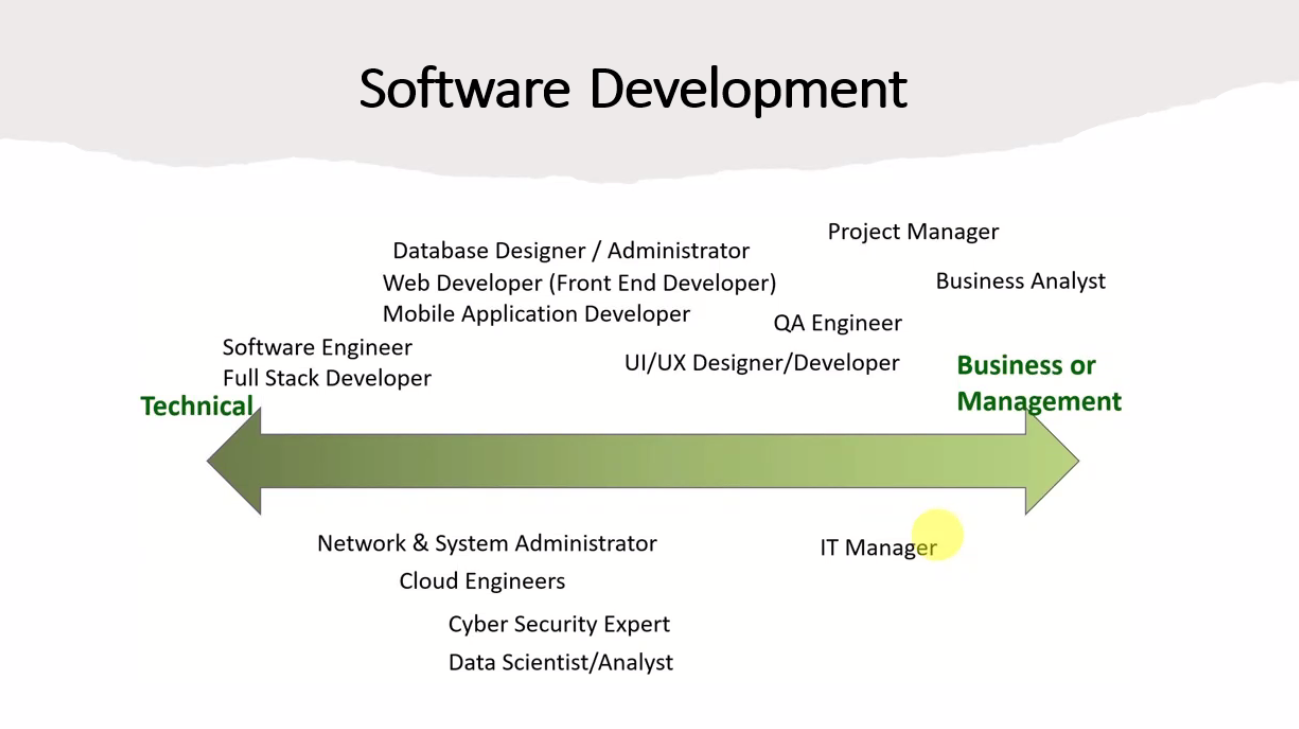 Software Development
Project Manager
Database Designer / Administrator
Web Developer (Front End Developer)
Business Analyst
Mobile Application Developer
QA Engineer
Software Engineer
UI/UX Designer/Developer
Full Stack Developer
Business or
Management
Technical
Network & System Administrator
IT Manager
Cloud Engineers
Cyber Security Expert
Data Scientist/Analyst